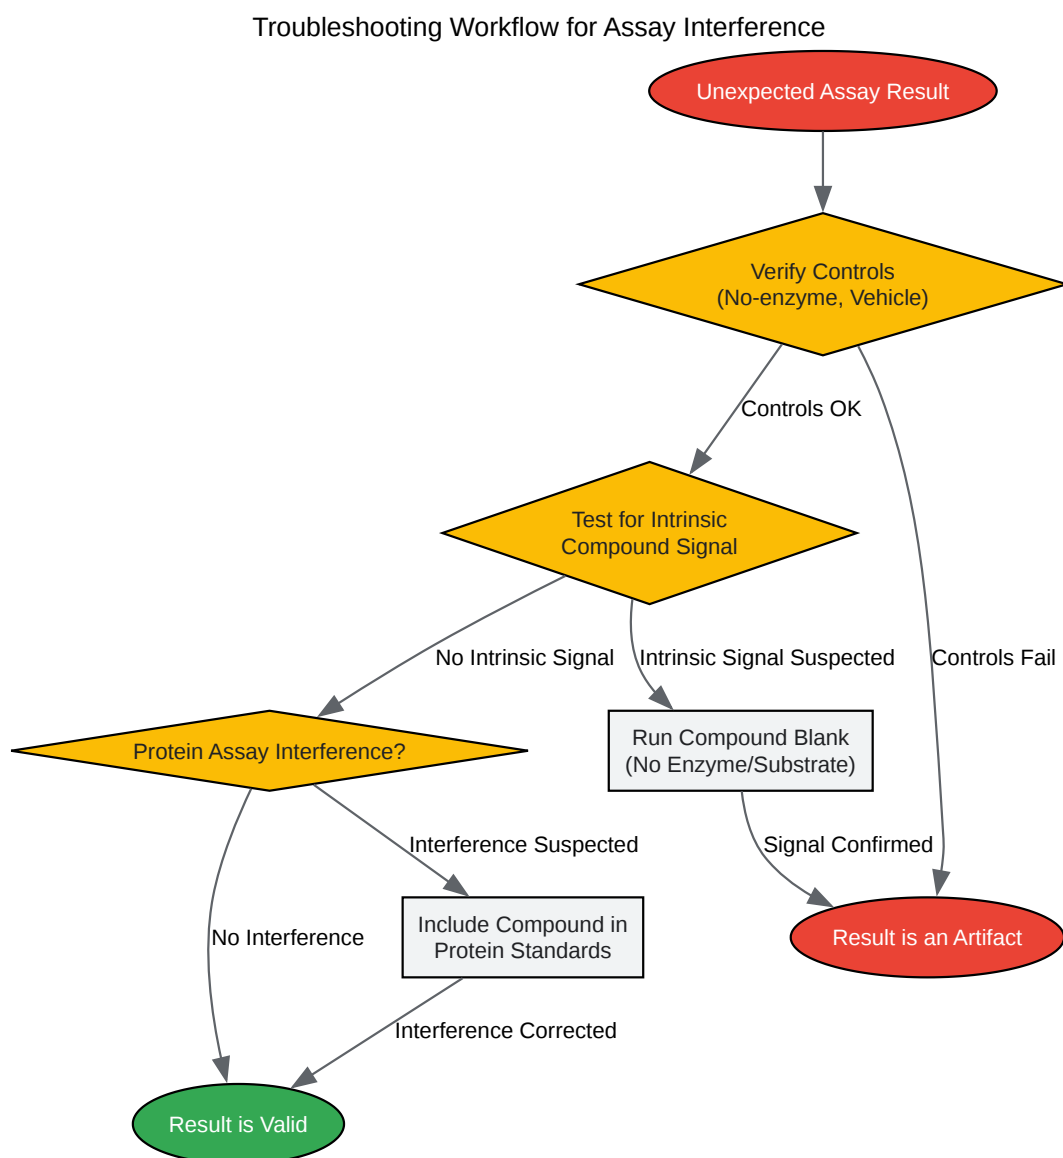 Troubleshooting Workflow for Assay Interference
Unexpected Assay Result
Verify Controls
(No-enzyme, Vehicle)
Controls OK
Test for Intrinsic
Compound Signal
No Intrinsic Signal
Intrinsic Signal Suspected
Controls Fail
Protein Assay Interference?
Run Compound Blank
(No Enzyme/Substrate)
Interference Suspected
Signal Confirmed
No Interference
Include Compound in
Protein Standards
Result is an Artifact
Interference Corrected
Result is Valid